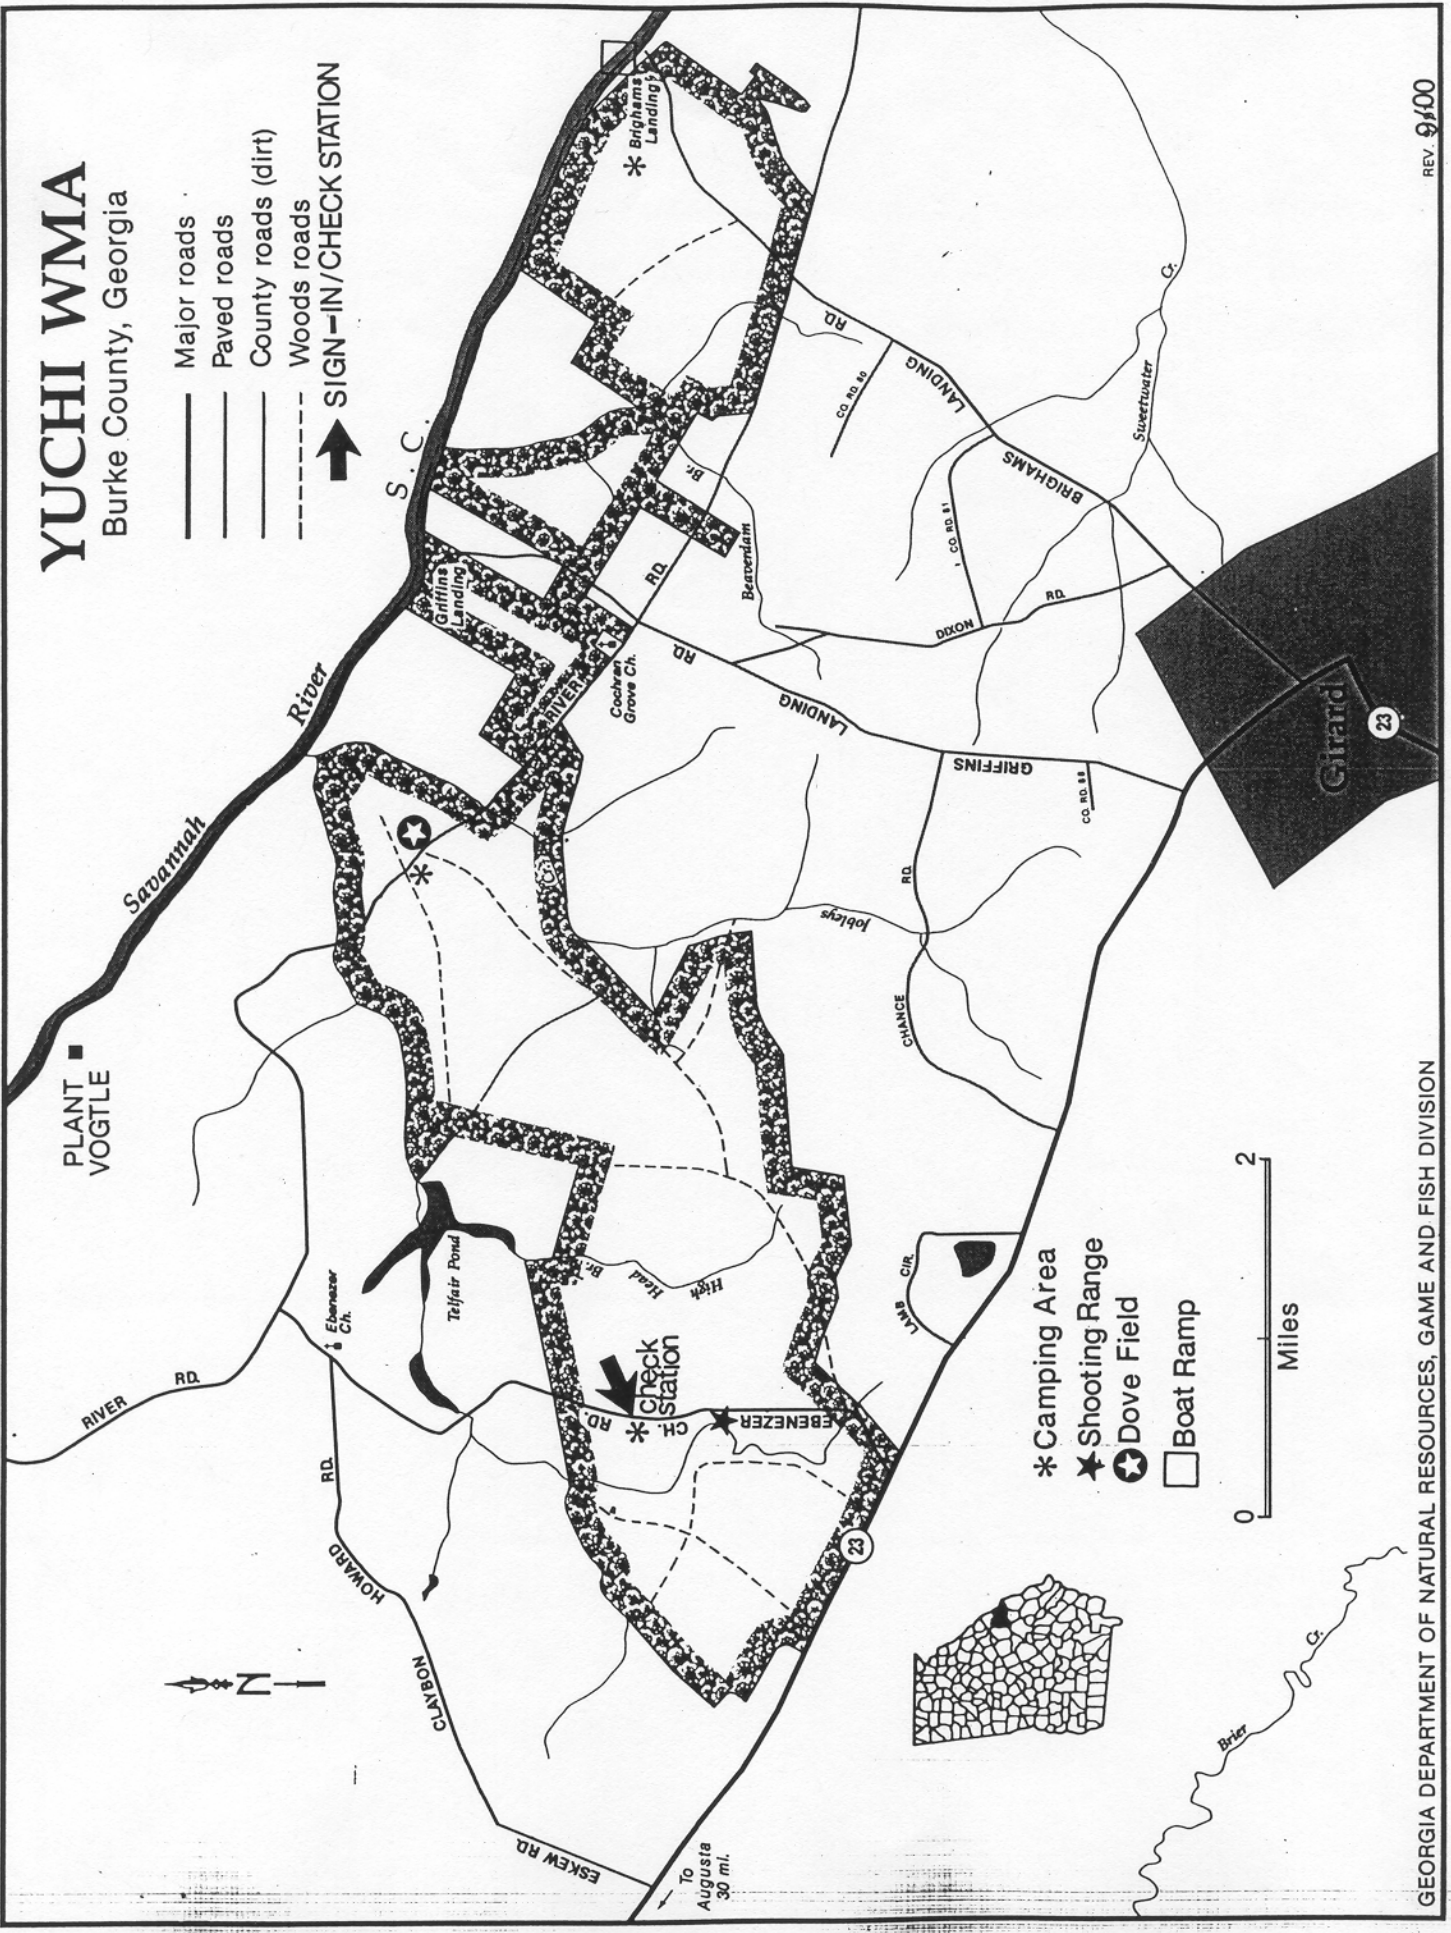 YUCHI WMA
Burke County, Georgia
Major roads
Paved roads
County roads (dirt)
Woods roads
SIGN-IN/CHECK STATION
PLANT
VOGTLE
Savannah
River
S. C.
RIVER
RD.
Ebenezer
Ch.
Telfair Pond
HOWARD
RD.
CLAYBON
ESKEW RD.
N
To
Augusta
30 mi.
23
RD.
CH.
EBENEZER
Check
Station
High
Head
Br.
Cr.
Jobleys
RIVER
RD.
Griffins
Landing
Cochran
Grove Ch.
Brighams
Landing
Beaverdam
Br.
GRIFFINS
LANDING
RD.
BRIGHAMS
LANDING
RD.
CO. RD. 80
CO. RD. 81
DIXON
RD.
CO. RD. 88
CHANCE
RD.
LAMB
CIR.
Sweetwater
Cr.
Girard
23
Camping Area
Shooting Range
Dove Field
Boat Ramp
0
2
Miles
Brier
Cr.
GEORGIA DEPARTMENT OF NATURAL RESOURCES, GAME AND FISH DIVISION
REV. 9/00